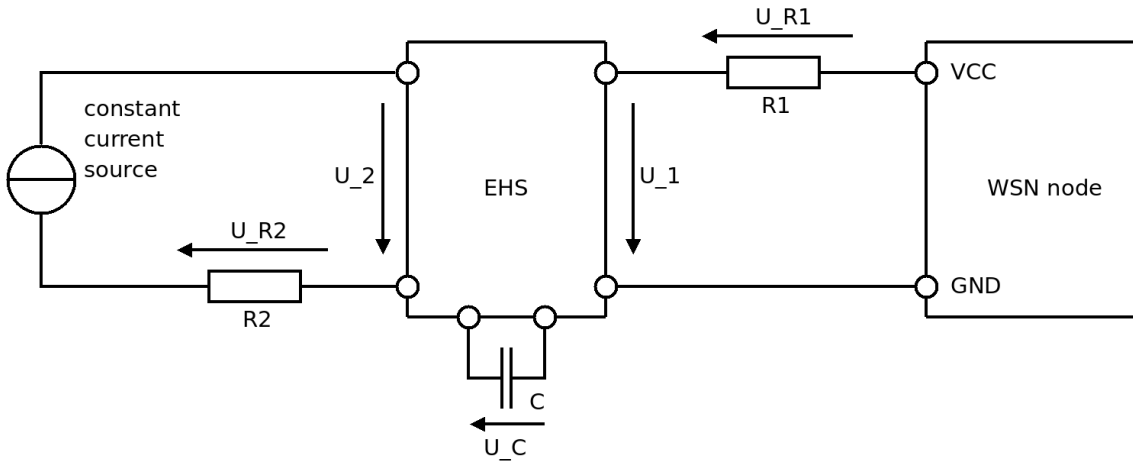 U_R1
VCC
R1
constant
current
source
U_2
EHS
U_1
WSN node
U_R2
R2
GND
C
U_C